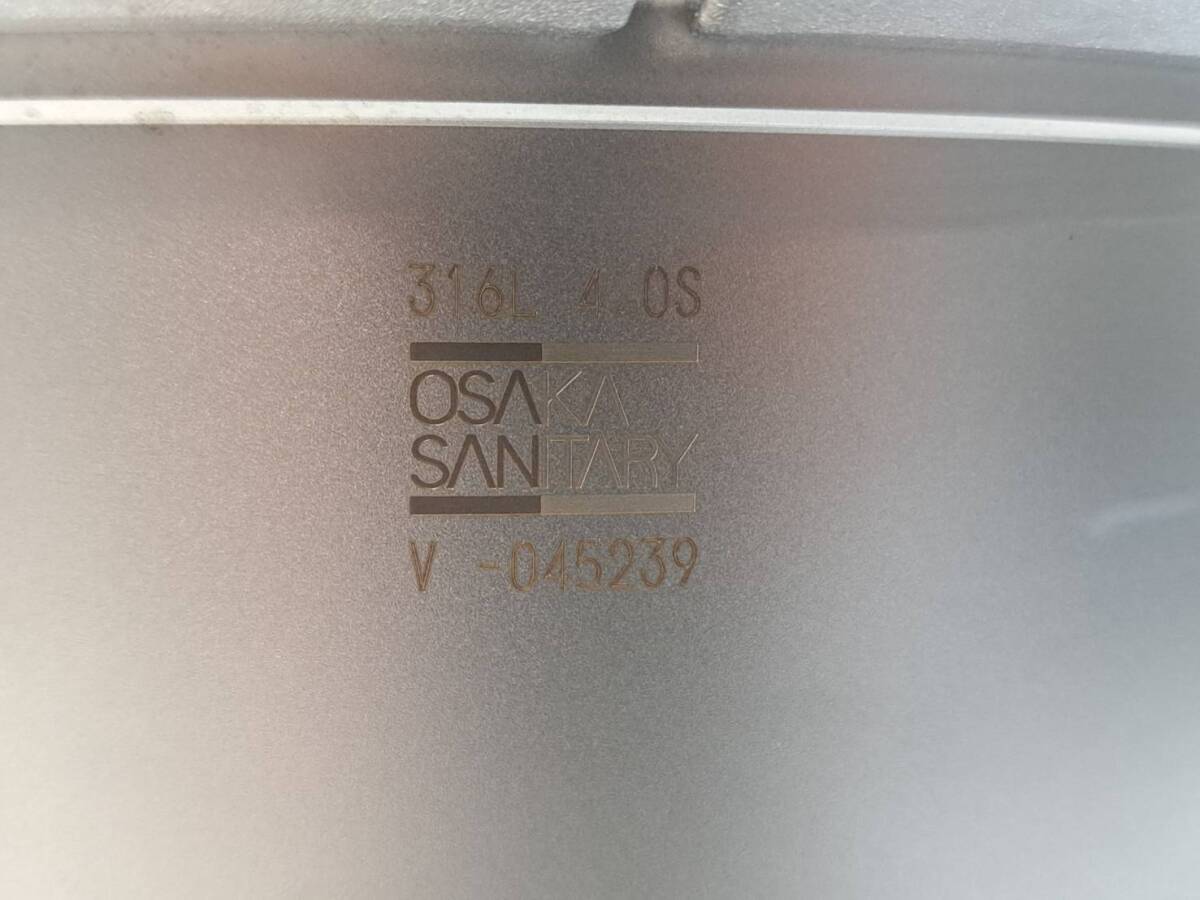 316L 4 0S
OSAKA
SANITARY
V -045239